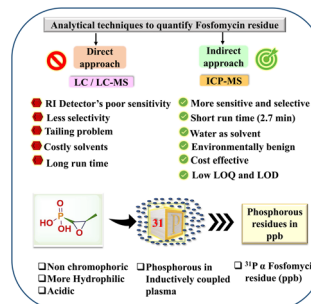 Analytical techniques to quantify Fosfomycin residue
Direct approach
Indirect approach
LC / LC-MS
ICP-MS
RI Detector's poor sensitivity
Less selectivity
Tailing problem
Costly solvents
Long run time
More sensitive and selective
Short run time (2.7 min)
Water as solvent
Environmentally benign
Cost effective
Low LOQ and LOD
O
HO
P
OH
O
31
P
Phosphorous residues in ppb
Non chromophoric
More Hydrophilic
Acidic
Phosphorous in Inductively coupled plasma
³¹P α Fosfomycin residue (ppb)